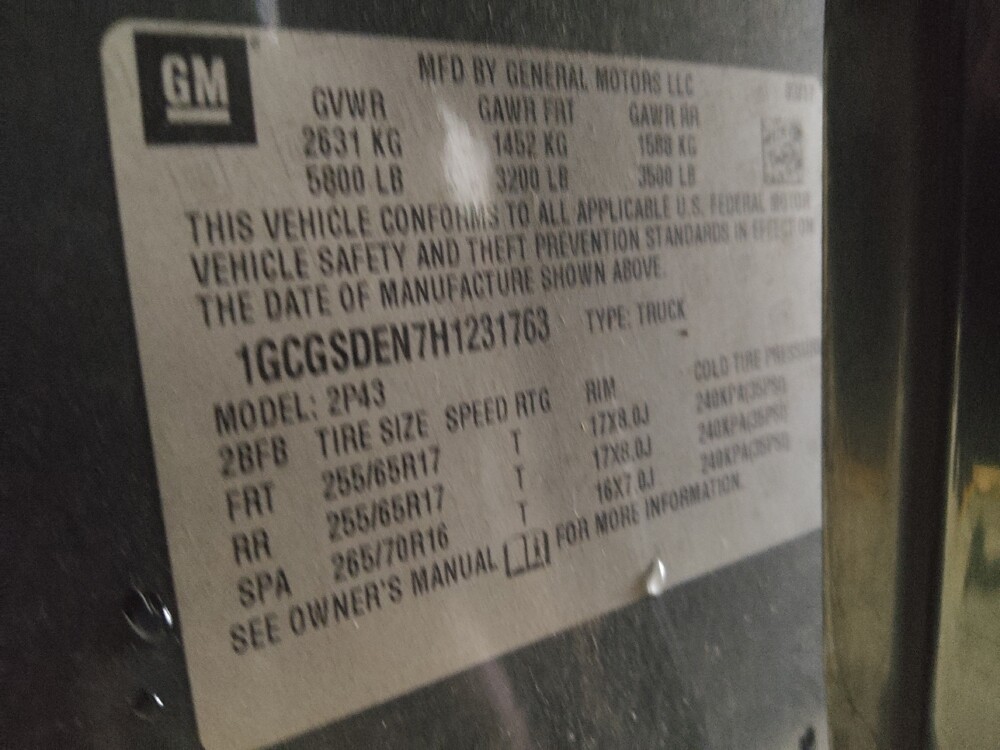 GM
MFD BY GENERAL MOTORS LLC
GVWR GAWR FRT GAWR RR
2631 KG 1452 KG 1588 KG
5800 LB 3200 LB 3500 LB
THIS VEHICLE CONFORMS TO ALL APPLICABLE U.S. FEDERAL MOTOR
VEHICLE SAFETY AND THEFT PREVENTION STANDARDS IN EFFECT ON
THE DATE OF MANUFACTURE SHOWN ABOVE.
1GCGSDEN7H1231763 TYPE: TRUCK
MODEL: 2P43
2BFB TIRE SIZE SPEED RTG RIM COLD TIRE PRESSURE
FRT 255/65R17 T 17X8.0J 240KPA(35PSI)
RR 255/65R17 T 17X8.0J 240KPA(35PSI)
SPA 265/70R16 T 16X7.0J 240KPA(35PSI)
SEE OWNER'S MANUAL FOR MORE INFORMATION.